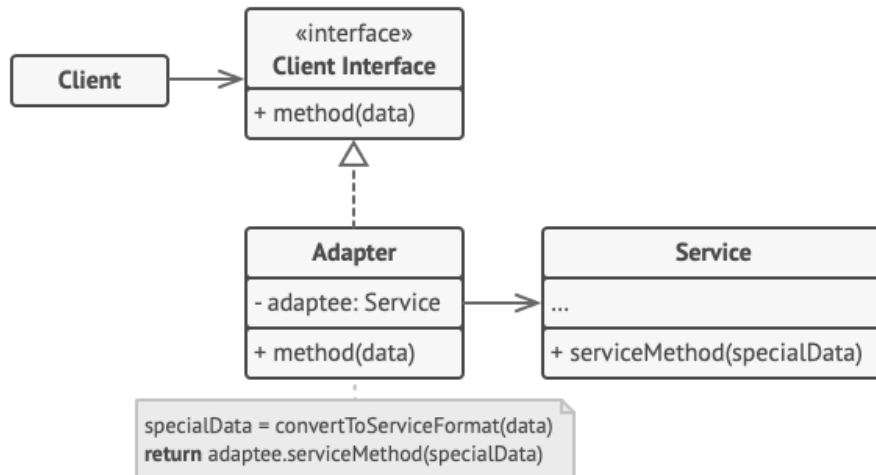 «interface»
Client
Client Interface
+ method(data)
Adapter
Service
- adaptee: Service
...
+ method(data)
+ serviceMethod(specialData)
specialData = convertToServiceFormat(data)
return adaptee.serviceMethod(specialData)